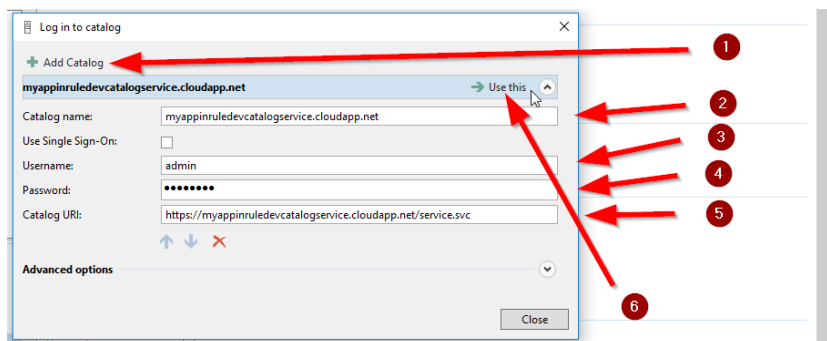 Log in to catalog
Add Catalog
1
myappinruledevcatalogservice.cloudapp.net Use this
Catalog name: myappinruledevcatalogservice.cloudapp.net
2
Use Single Sign-On:
3
Username: admin
Password: ••••••••
4
Catalog URI: https://myappinruledevcatalogservice.cloudapp.net/service.svc
5
Advanced options
6
Close